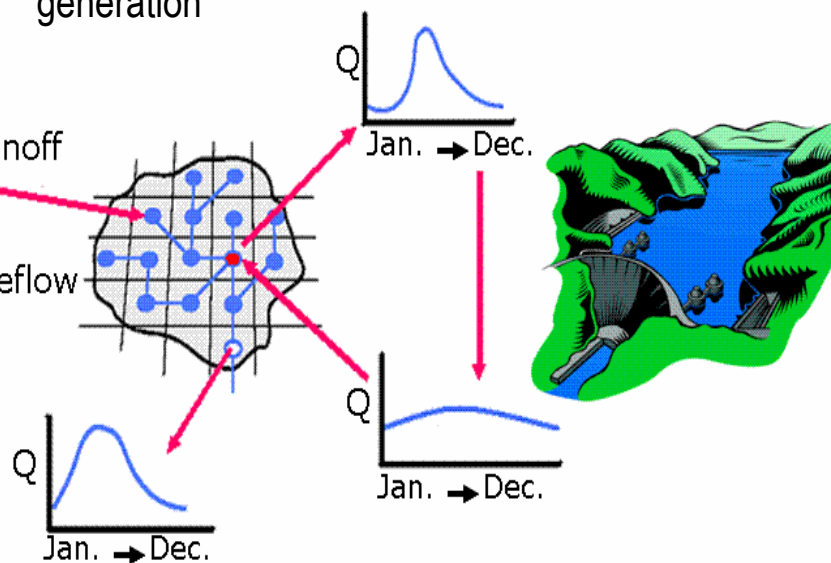 generation
noff
eflow
Q
Jan. → Dec.
Q
Jan. → Dec.
Q
Jan. → Dec.